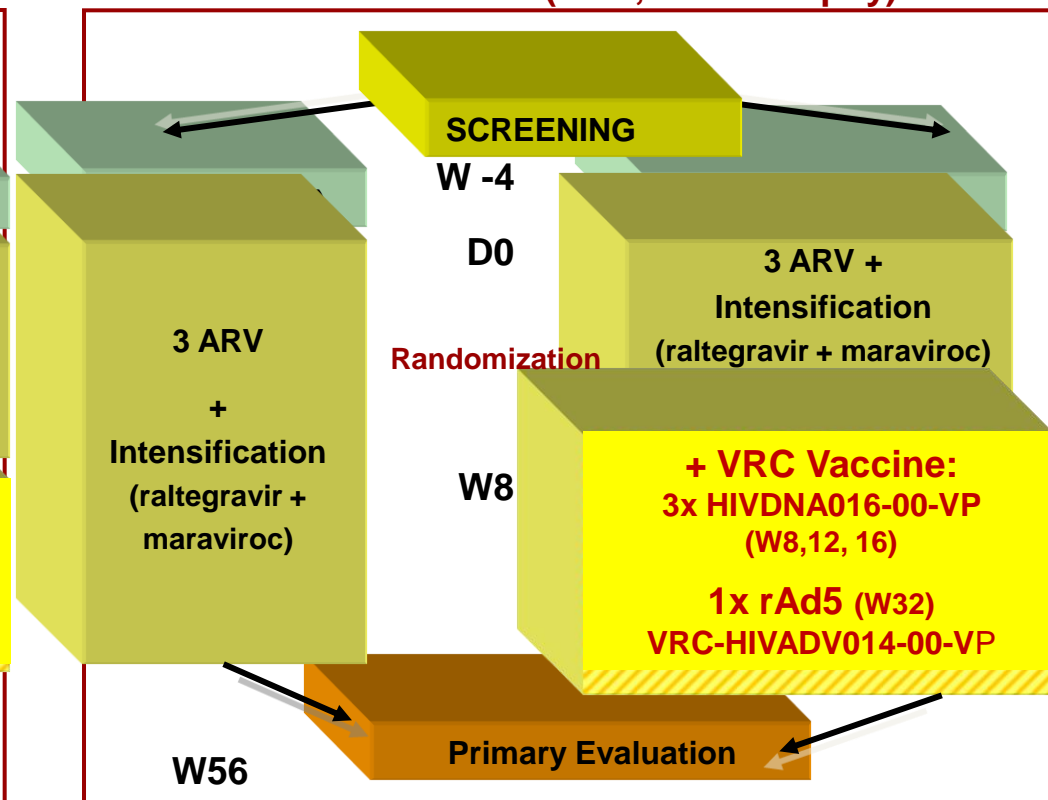 SCREENING
W -4
D0
3 ARV
+
Intensification
(raltegravir +
maraviroc)
Randomization
3 ARV +
Intensification
(raltegravir + maraviroc)
W8
+ VRC Vaccine:
3x HIVDNA016-00-VP
(W8,12, 16)
1x rAd5 (W32)
VRC-HIVADV014-00-VP
Primary Evaluation
W56